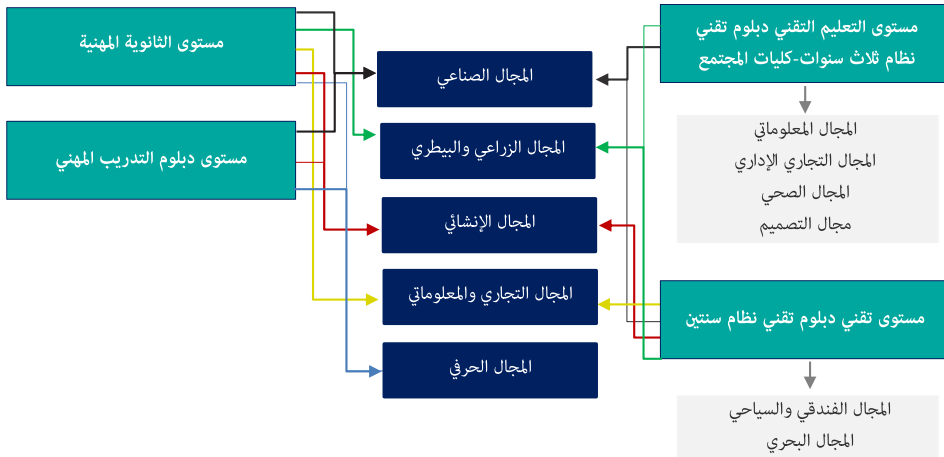 مستوى التعليم التقني دبلوم تقني
نظام ثلاث سنوات-كليات المجتمع
المجال المعلوماتي
المجال التجاري الإداري
المجال الصحي
مجال التصميم
مستوى تقني دبلوم تقني نظام سنتين
المجال الفندقي والسياحي
المجال البحري
المجال الصناعي
المجال الزراعي والبيطري
المجال الإنشائي
المجال التجاري والمعلوماتي
المجال الحرفي
مستوى الثانوية المهنية
مستوى دبلوم التدريب المهني